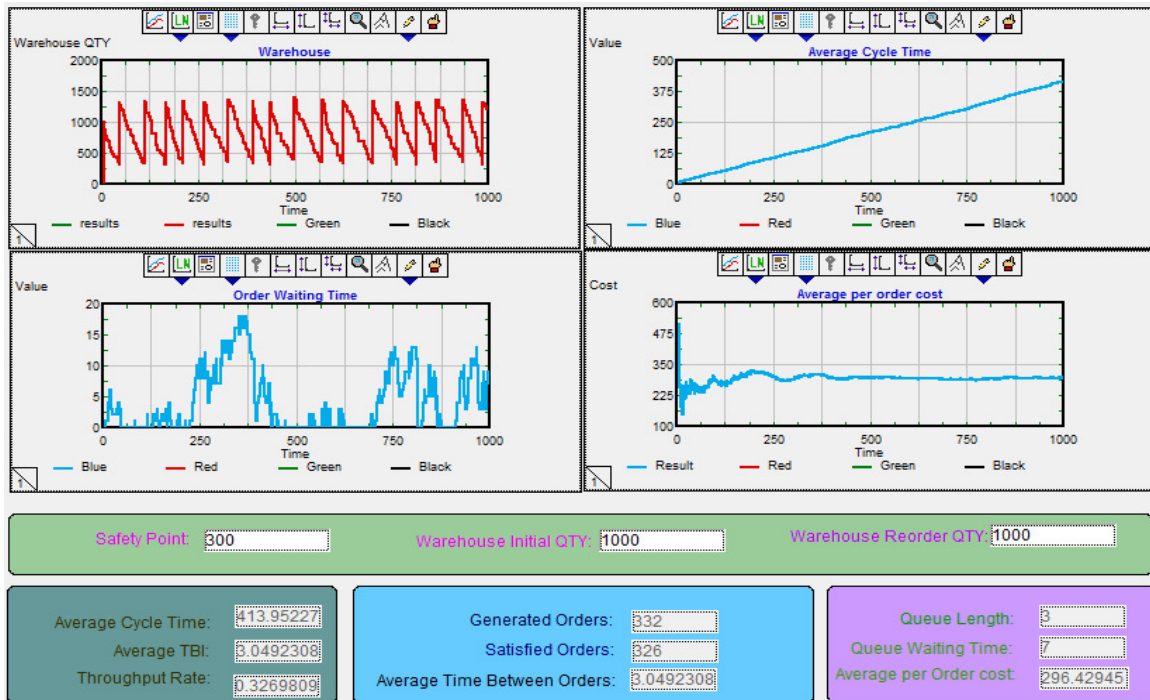 Warehouse QTY
Warehouse
2000
1500
1000
500
0
0 250 500 750 1000
Time
results results Green Black
1
Value
Average Cycle Time
500
375
250
125
0
0 250 500 750 1000
Time
Blue Red Green Black
1
Value
Order Waiting Time
20
15
10
5
0
0 250 500 750 1000
Time
Blue Red Green Black
1
Cost
Average per order cost
600
475
350
225
100
0 250 500 750 1000
Time
Result Red Green Black
1
Safety Point: 300 Warehouse Initial QTY: 1000 Warehouse Reorder QTY: 1000
Average Cycle Time: 413.95227
Average TBI: 3.0492308
Throughput Rate: 0.3269809
Generated Orders: 332
Satisfied Orders: 326
Average Time Between Orders: 3.0492308
Queue Length: 3
Queue Waiting Time: 7
Average per Order cost: 296.42945